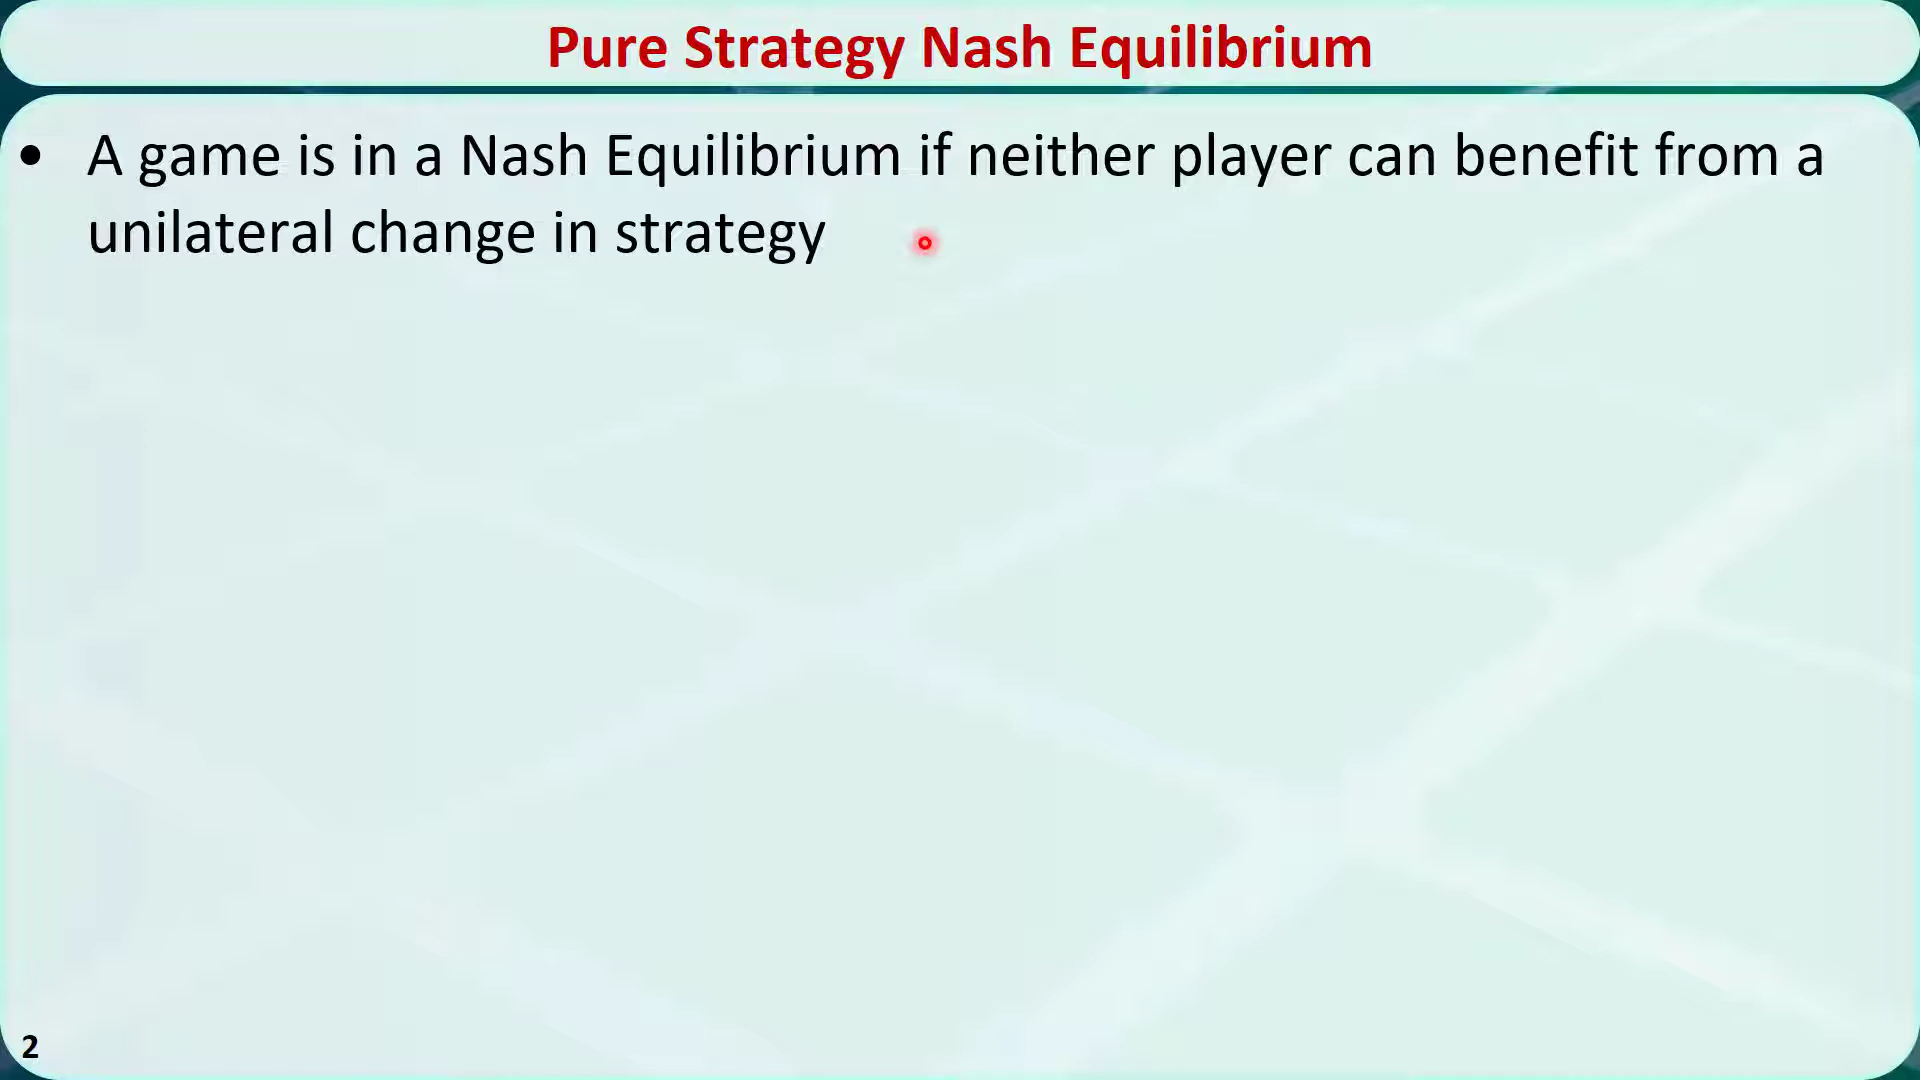 Pure Strategy Nash Equilibrium
• A game is in a Nash Equilibrium if neither player can benefit from a
unilateral change in strategy
2